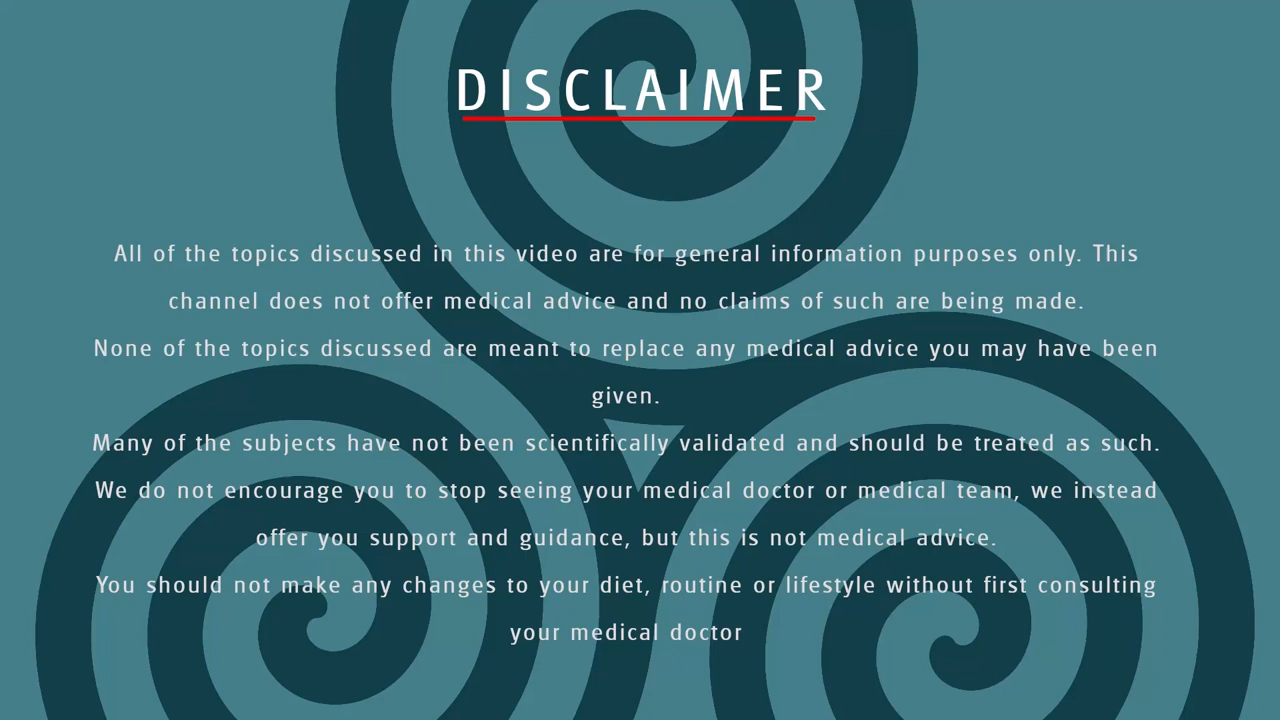 DISCLAIMER
All of the topics discussed in this video are for general information purposes only. This
channel does not offer medical advice and no claims of such are being made.
None of the topics discussed are meant to replace any medical advice you may have been
given.
Many of the subjects have not been scientifically validated and should be treated as such.
We do not encourage you to stop seeing your medical doctor or medical team, we instead
offer you support and guidance, but this is not medical advice.
You should not make any changes to your diet, routine or lifestyle without first consulting
your medical doctor